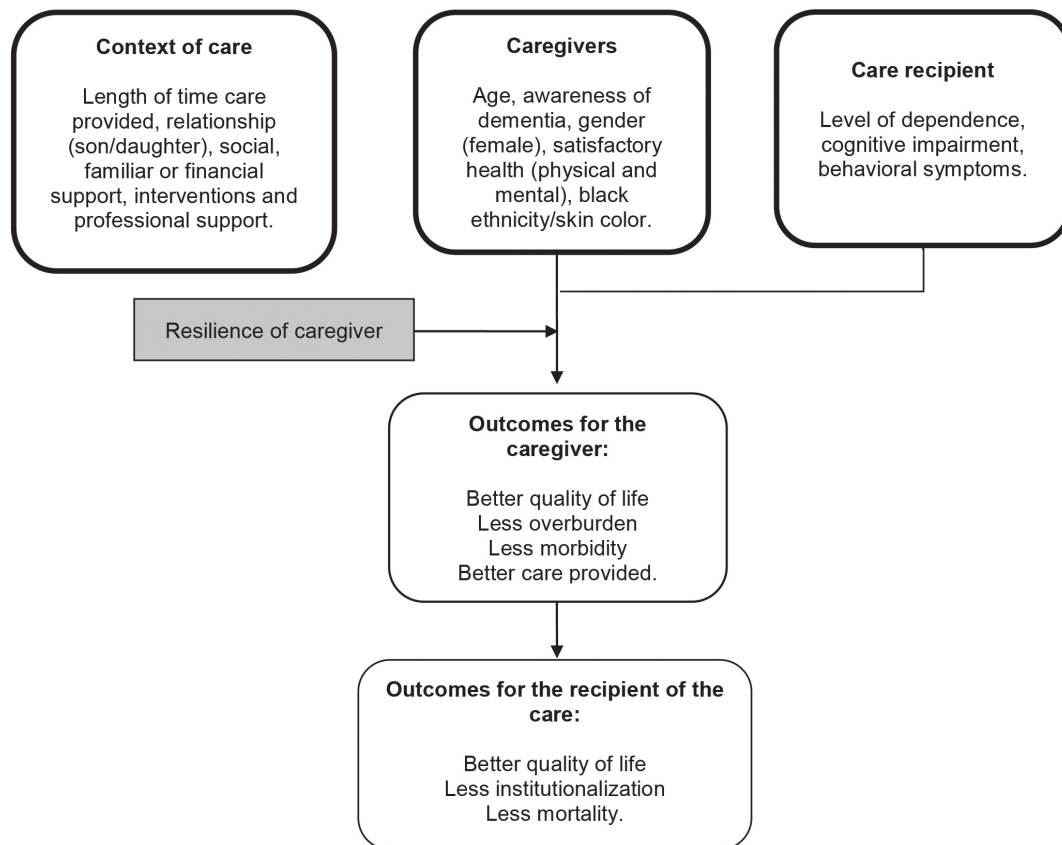 Context of care
Length of time care
provided, relationship
(son/daughter), social,
familiar or financial
support, interventions and
professional support.
Caregivers
Age, awareness of
dementia, gender
(female), satisfactory
health (physical and
mental), black
ethnicity/skin color.
Care recipient
Level of dependence,
cognitive impairment,
behavioral symptoms.
Resilience of caregiver
Outcomes for the
caregiver:
Better quality of life
Less overburden
Less morbidity
Better care provided.
Outcomes for the recipient of the
care:
Better quality of life
Less institutionalization
Less mortality.